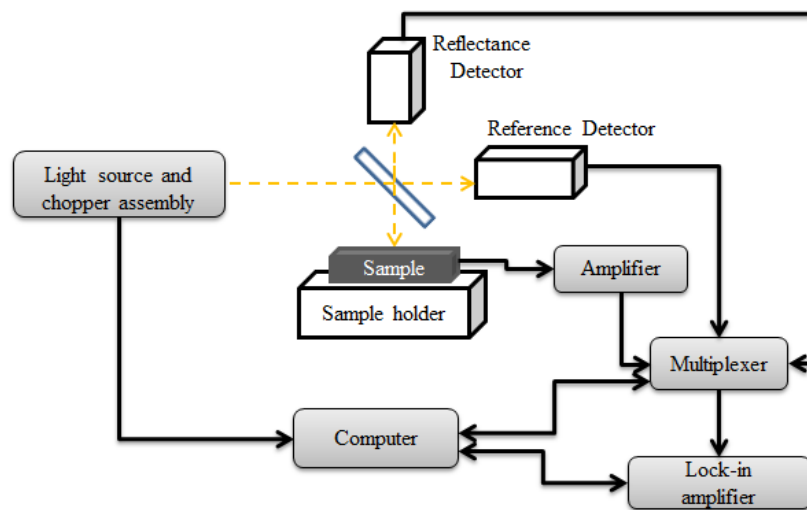 Reflectance
Detector
Reference Detector
Light source and
chopper assembly
Sample
Amplifier
Sample holder
Multiplexer
Computer
Lock-in
amplifier